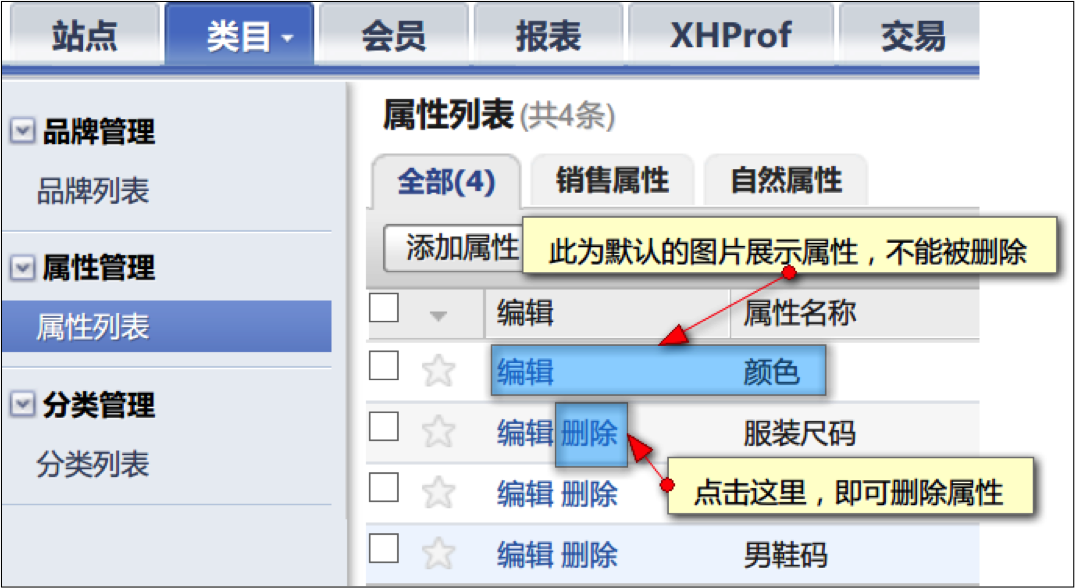 站点 类目 会员 报表 XHProf 交易
品牌管理
品牌列表
属性管理
属性列表
分类管理
分类列表
属性列表(共4条)
全部(4) 销售属性 自然属性
添加属性
此为默认的图片展示属性，不能被删除
编辑 属性名称
编辑 颜色
编辑 删除 服装尺码
点击这里，即可删除属性
编辑 删除
编辑 删除 男鞋码